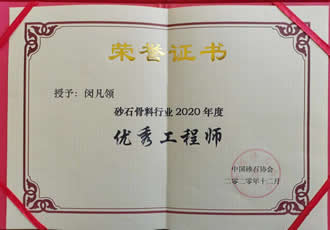 荣誉证书
授予：闵凡领
砂石骨料行业2020年度
优秀工程师
中国砂石协会
二〇二〇年十二月